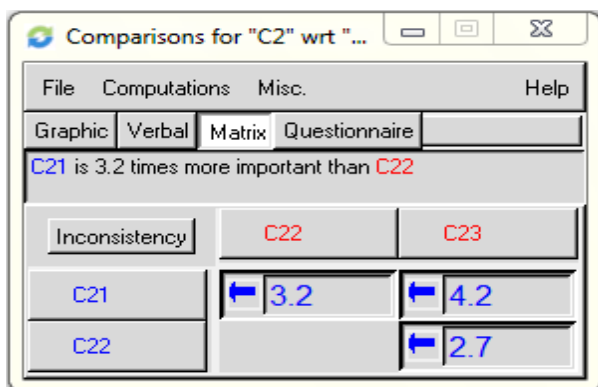 Comparisons for "C2" wrt "...
File Computations Misc. Help
Graphic Verbal Matrix Questionnaire
C21 is 3.2 times more important than C22
Inconsistency C22 C23
C21 3.2 4.2
C22 2.7